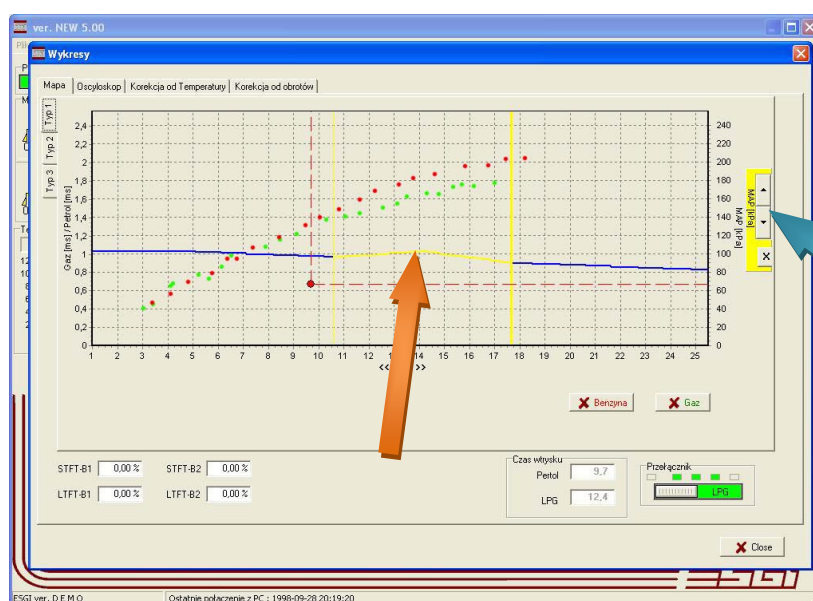 ver. NEW 5.00
Wykresy
Mapa Oscyloskop Korekcja od Temperatury Korekcja od obrotów
Typ 1
Typ 2
Typ 3
Gaz [ms] / Petrol [ms]
2,4
2,2
2
1,8
1,6
1,4
1,2
1
0,8
0,6
0,4
0,2
0
240
220
200
180
160
140
120
100
80
60
40
20
0
MAP [kPa]
MAP [kPa]
1 2 3 4 5 6 7 8 9 10 11 12 14 15 16 17 18 19 20 21 22 23 24 25
<< >>
Benzyna Gaz
STFT-B1 0,00 % STFT-B2 0,00 %
LTFT-B1 0,00 % LTFT-B2 0,00 %
Czas wtrysku
Pertol 9,7
LPG 12,4
Przełącznik
LPG
Close
ESGI
ESGI ver. D E M O Ostatnie połączenie z PC : 1998-09-28 20:19:20